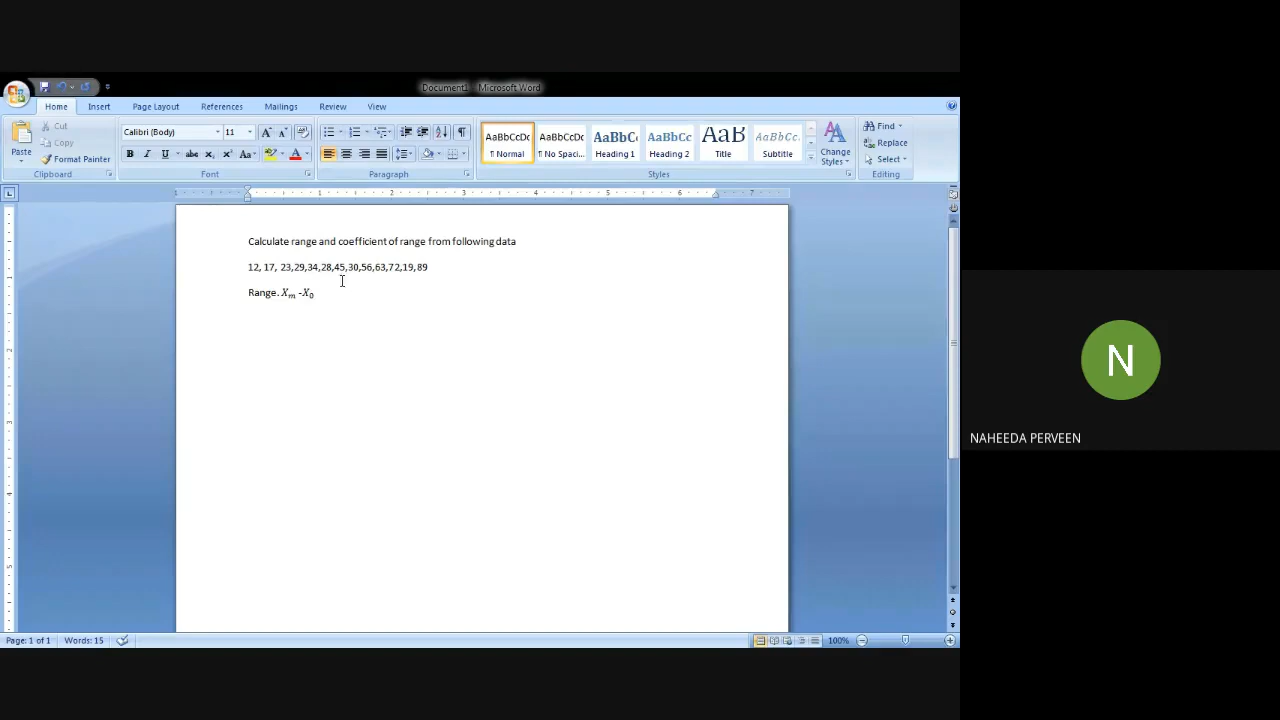 Document1 - Microsoft Word
Home Insert Page Layout References Mailings Review View
Paste
Cut
Copy
Format Painter
Clipboard
Calibri (Body) 11
Font
Paragraph
AaBbCcDc AaBbCcDc AaBbC AaBbCc AaB AaBbCc.
¶ Normal ¶ No Spaci... Heading 1 Heading 2 Title Subtitle
Change Styles
Styles
Find
Replace
Select
Editing
Calculate range and coefficient of range from following data
12, 17, 23,29,34,28,45,30,56,63,72,19,89
Range. Xₘ -X₀
N
NAHEEDA PERVEEN
Page: 1 of 1 Words: 15 100%